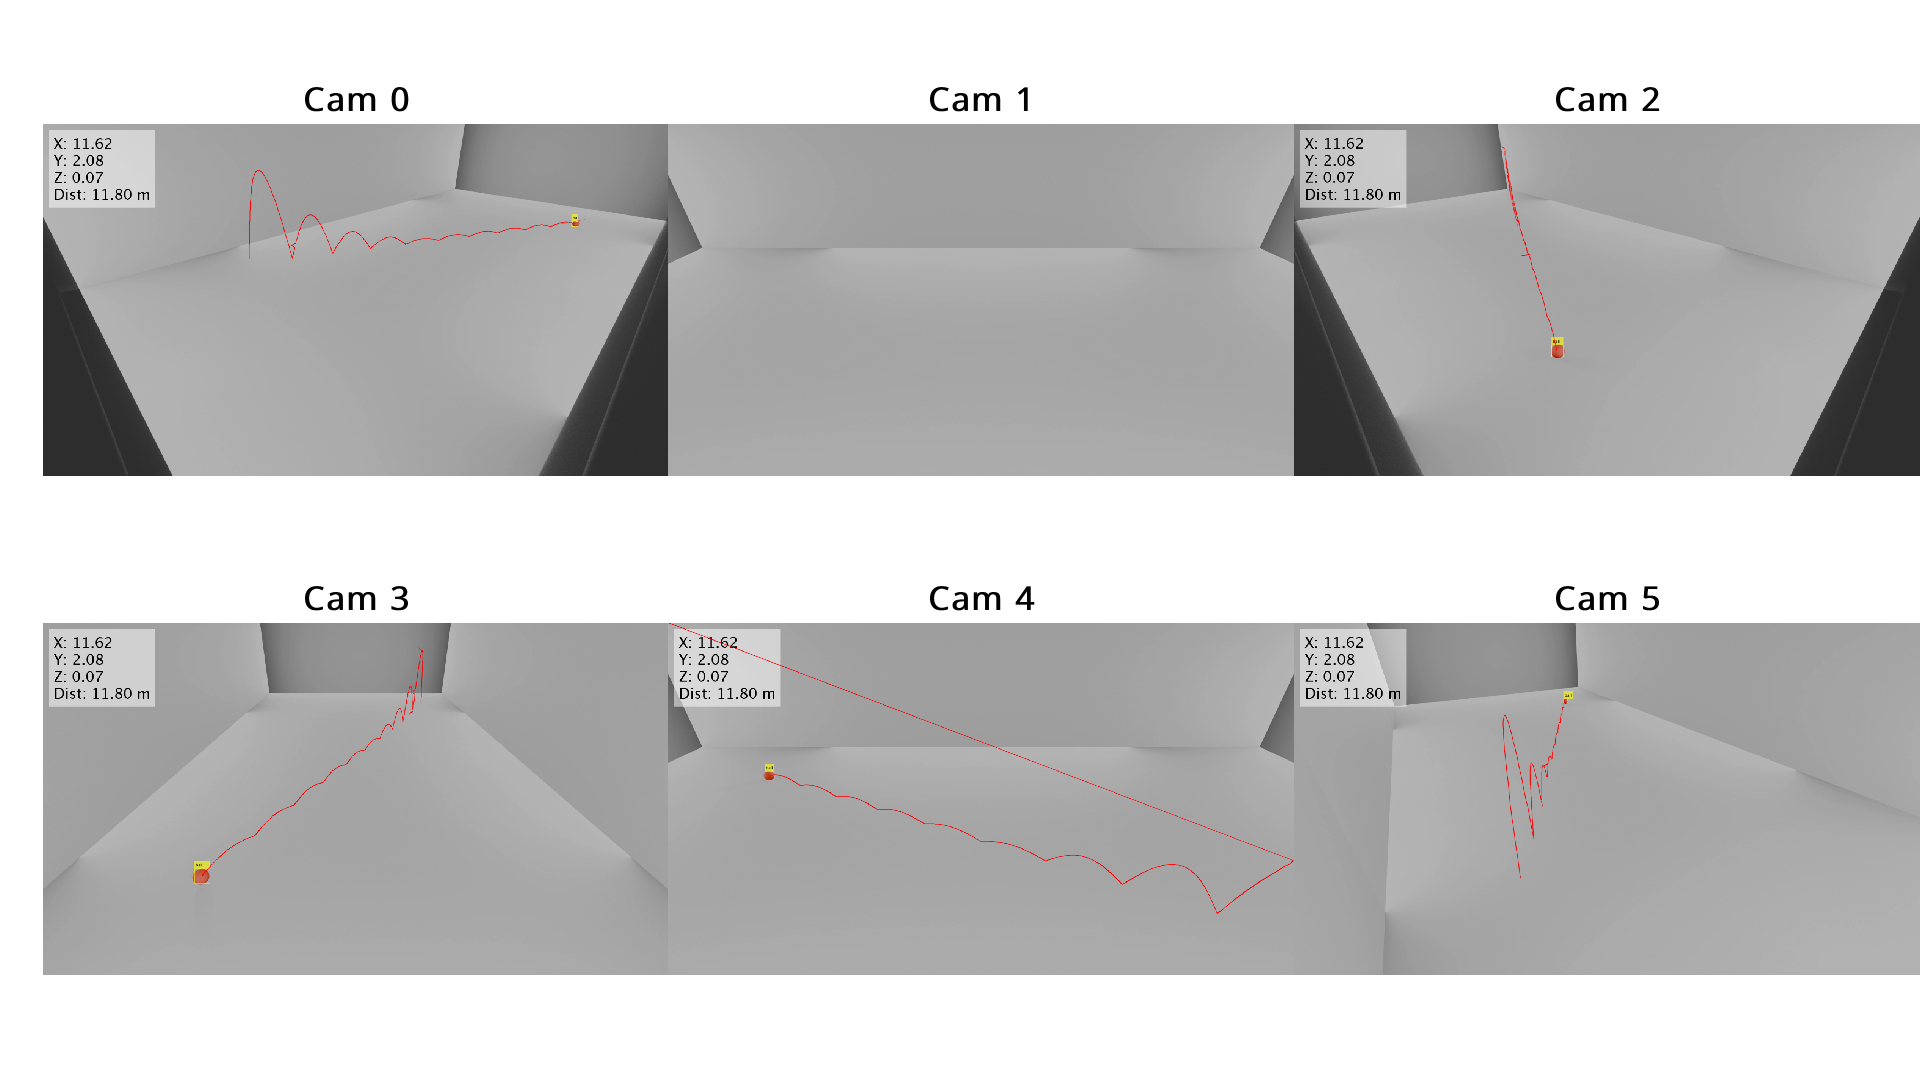 Cam 0
Cam 1
Cam 2
X: 11.62
Y: 2.08
Z: 0.07
Dist: 11.80 m
X: 11.62
Y: 2.08
Z: 0.07
Dist: 11.80 m
Cam 3
Cam 4
Cam 5
X: 11.62
Y: 2.08
Z: 0.07
Dist: 11.80 m
X: 11.62
Y: 2.08
Z: 0.07
Dist: 11.80 m
X: 11.62
Y: 2.08
Z: 0.07
Dist: 11.80 m